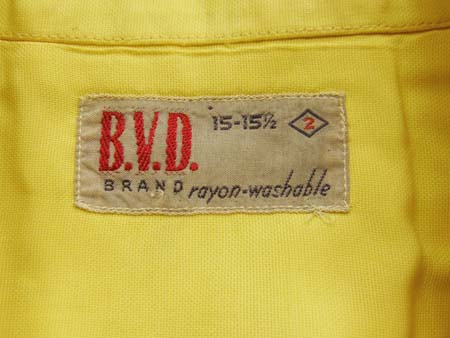 B.V.D. 15-15½ 2
BRAND rayon-washable